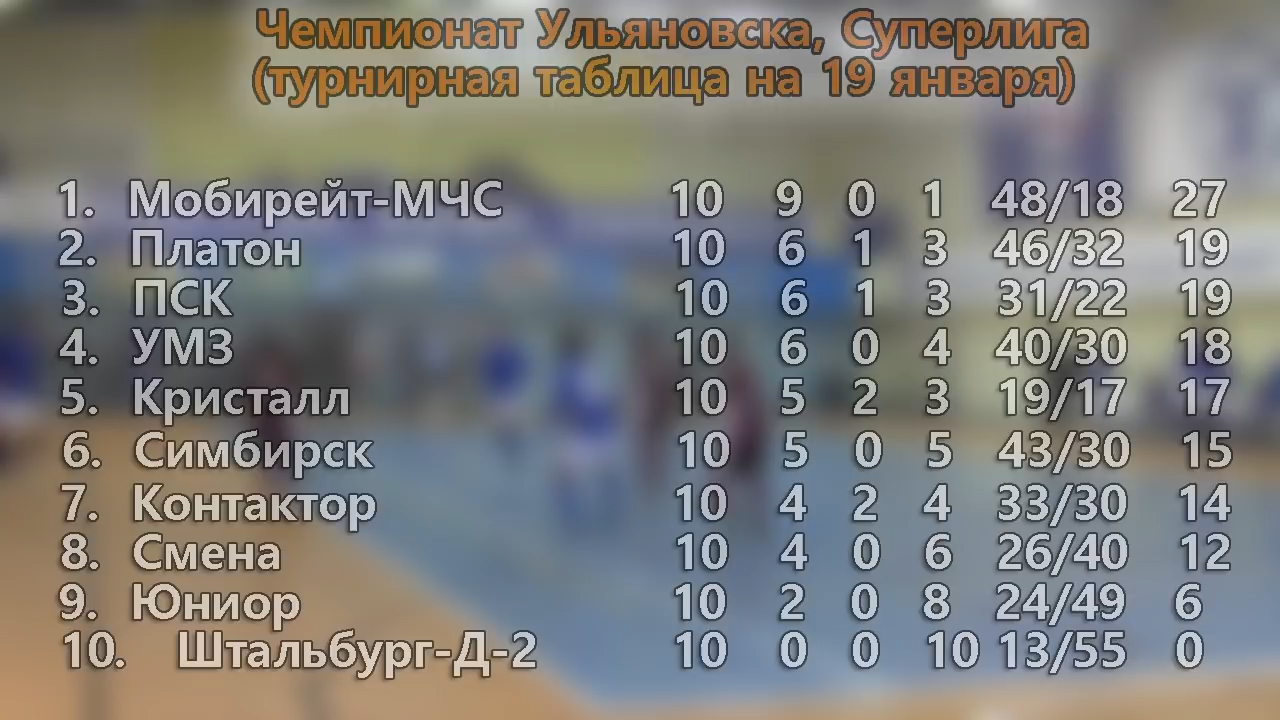 Чемпионат Ульяновска, Суперлига
(турнирная таблица на 19 января)
1. Мобирейт-МЧС 10 9 0 1 48/18 27
2. Платон 10 6 1 3 46/32 19
3. ПСК 10 6 1 3 31/22 19
4. УМЗ 10 6 0 4 40/30 18
5. Кристалл 10 5 2 3 19/17 17
6. Симбирск 10 5 0 5 43/30 15
7. Контактор 10 4 2 4 33/30 14
8. Смена 10 4 0 6 26/40 12
9. Юниор 10 2 0 8 24/49 6
10. Штальбург-Д-2 10 0 0 10 13/55 0